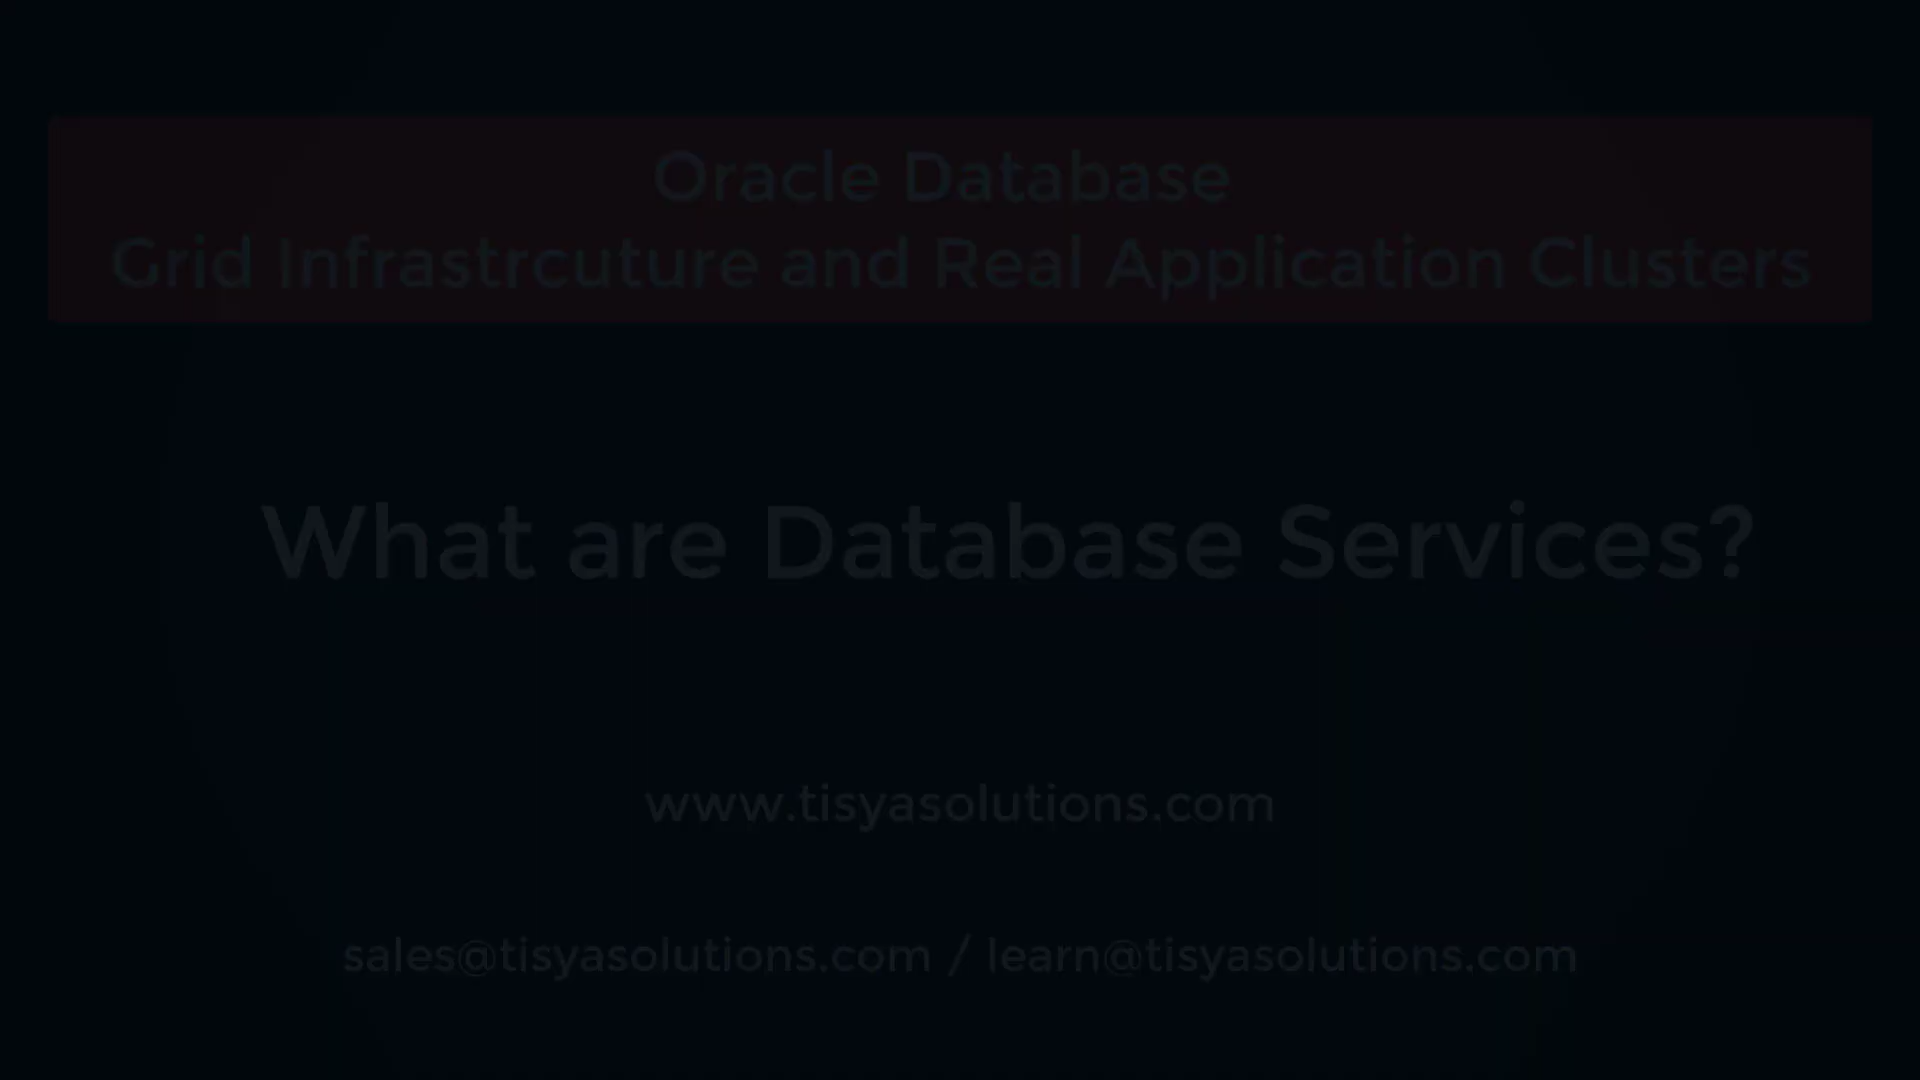 Oracle Database
Grid Infrastrcuture and Real Application Clusters
What are Database Services?
www.tisyasolutions.com
sales@tisyasolutions.com / learn@tisyasolutions.com